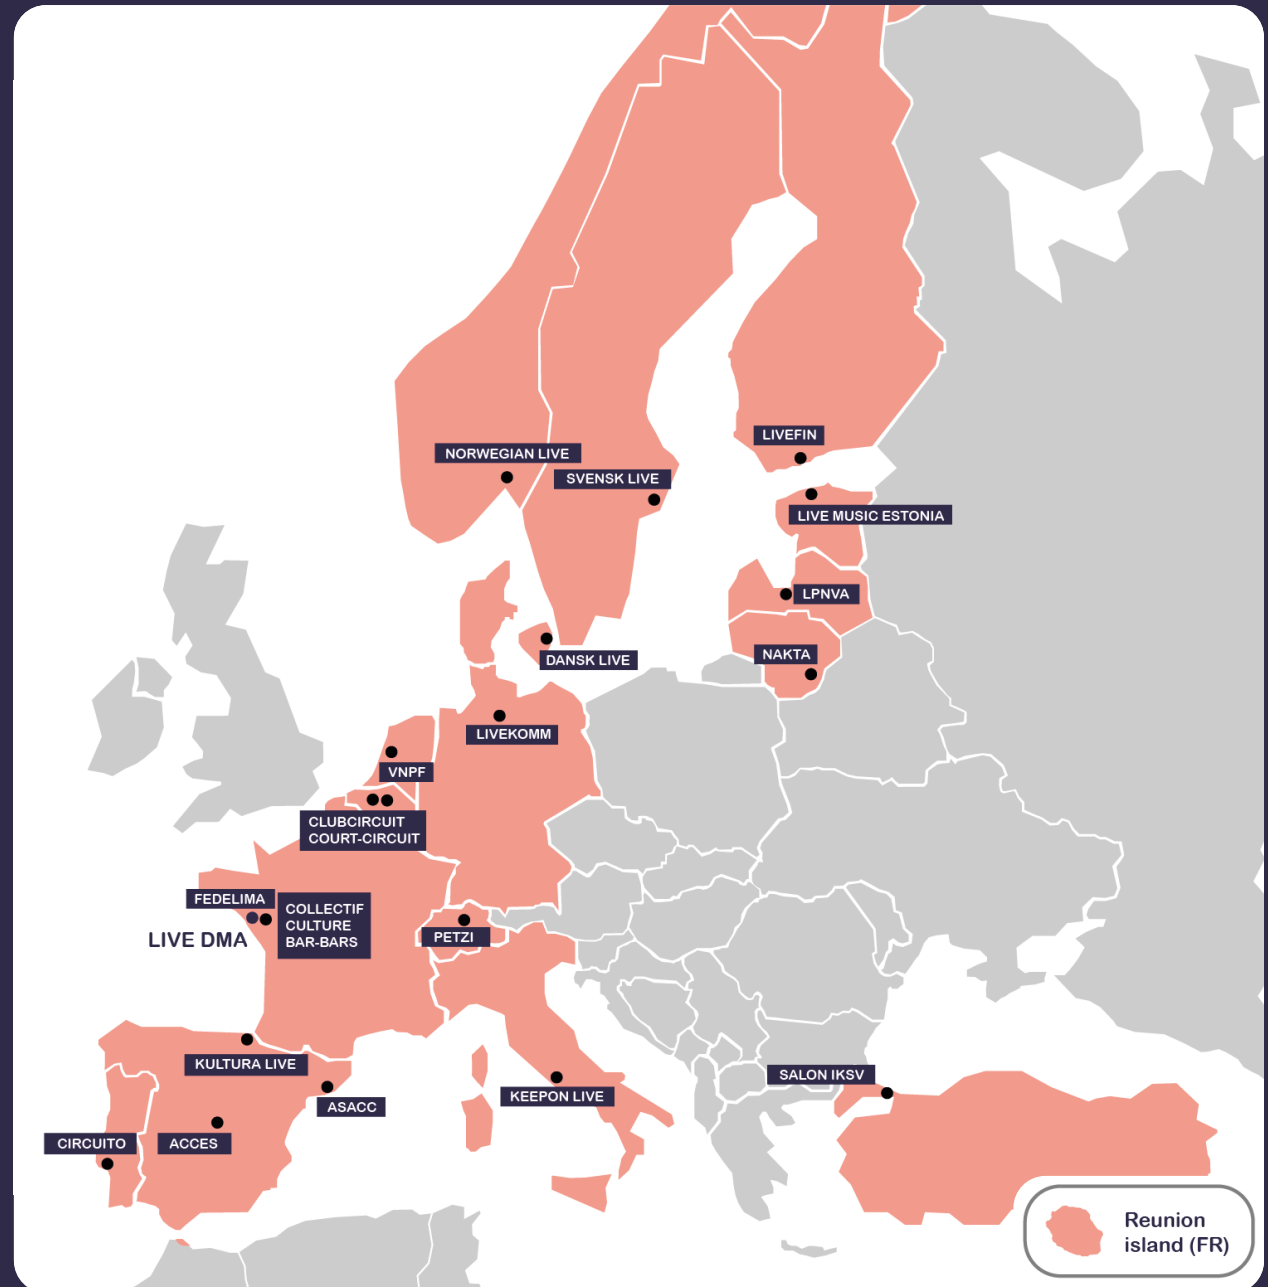 LIVEFIN
NORWEGIAN LIVE
SVENSK LIVE
LIVE MUSIC ESTONIA
LPNVA
NAKTA
DANSK LIVE
LIVEKOMM
VNPF
CLUBCIRCUIT
COURT-CIRCUIT
FEDELIMA
COLLECTIF
CULTURE
BAR-BARS
LIVE DMA
PETZI
KULTURA LIVE
SALON IKSV
KEEPON LIVE
ASACC
CIRCUITO
ACCES
Reunion
island (FR)